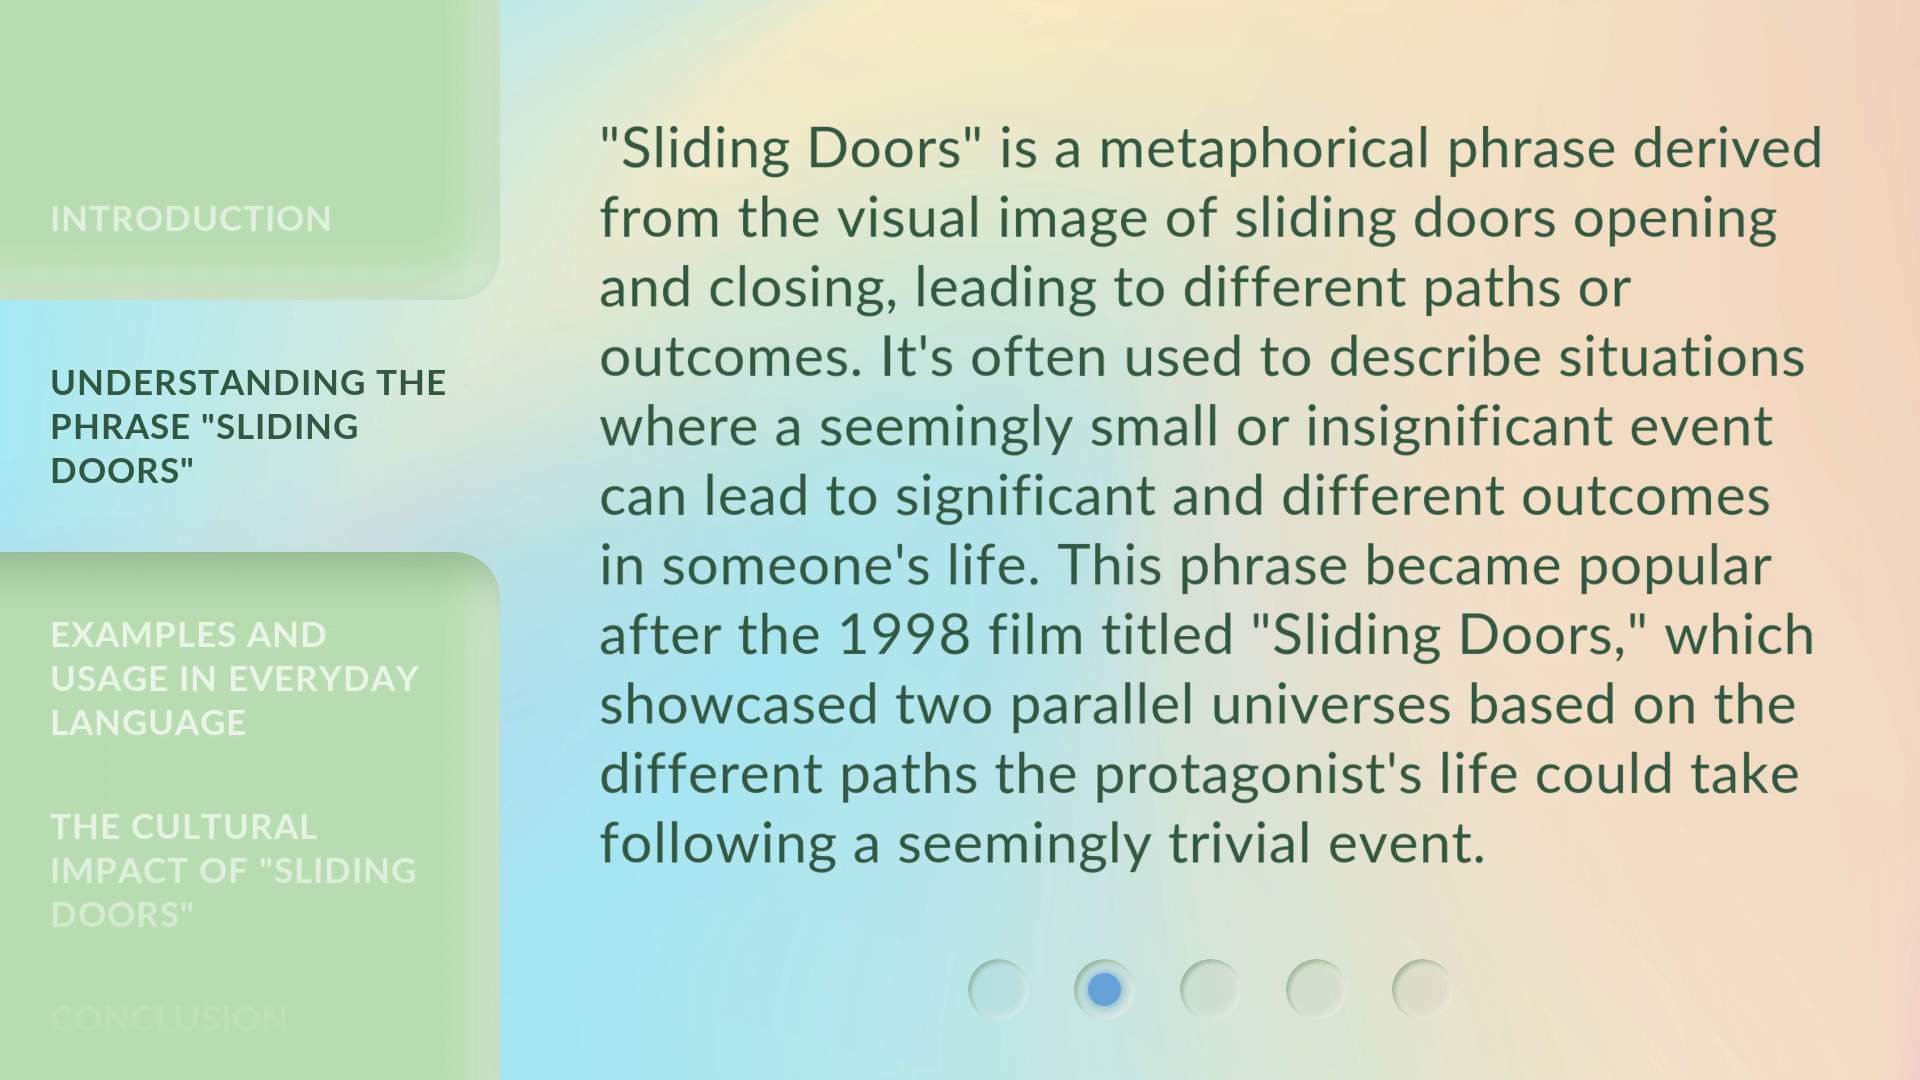 INTRODUCTION
UNDERSTANDING THE
PHRASE "SLIDING
DOORS"
EXAMPLES AND
USAGE IN EVERYDAY
LANGUAGE
THE CULTURAL
IMPACT OF "SLIDING
DOORS"
CONCLUSION
"Sliding Doors" is a metaphorical phrase derived
from the visual image of sliding doors opening
and closing, leading to different paths or
outcomes. It's often used to describe situations
where a seemingly small or insignificant event
can lead to significant and different outcomes
in someone's life. This phrase became popular
after the 1998 film titled "Sliding Doors," which
showcased two parallel universes based on the
different paths the protagonist's life could take
following a seemingly trivial event.